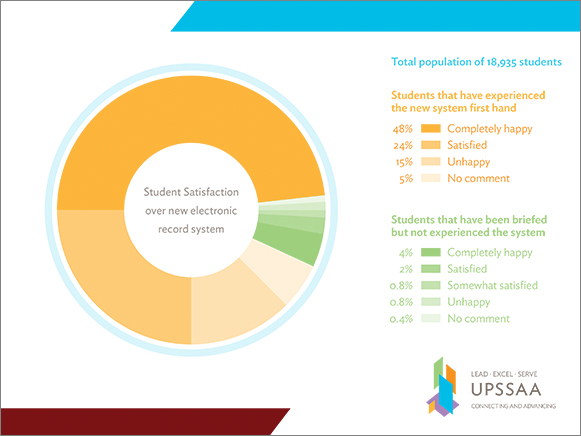 Total population of 18,935 students
Students that have experienced
the new system first hand
48% Completely happy
24% Satisfied
15% Unhappy
5% No comment
Student Satisfaction
over new electronic
record system
Students that have been briefed
but not experienced the system
4% Completely happy
2% Satisfied
0.8% Somewhat satisfied
0.8% Unhappy
0.4% No comment
LEAD · EXCEL · SERVE
UPSSAA
CONNECTING AND ADVANCING